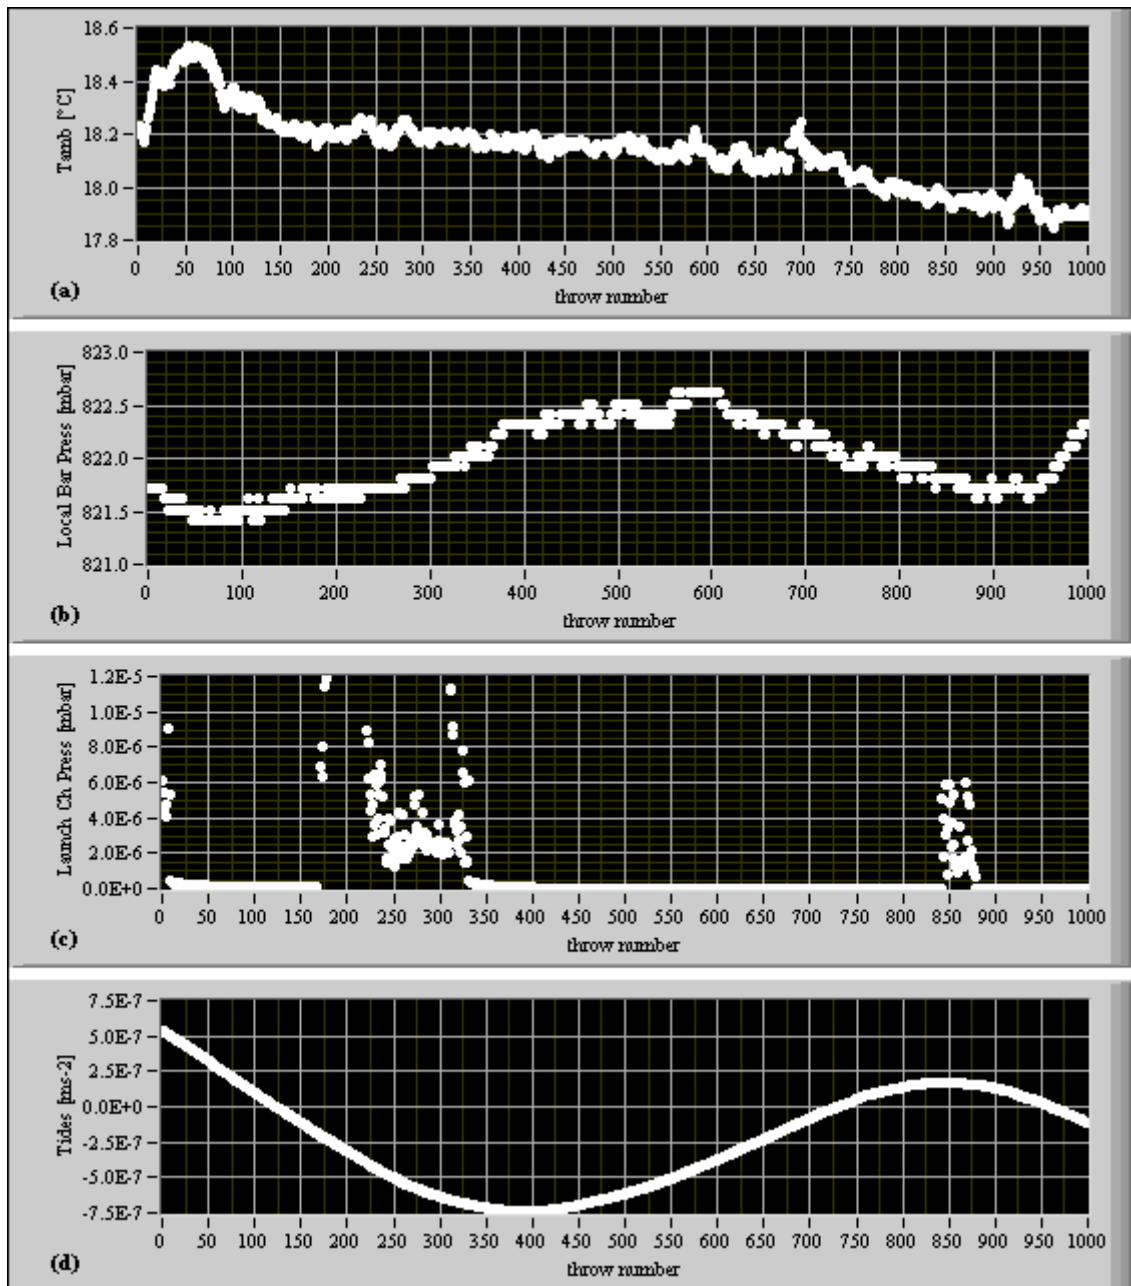 18.6
18.4
18.2
18.0
17.8
Tamb [°C]
0 50 100 150 200 250 300 350 400 450 500 550 600 650 700 750 800 850 900 950 1000
throw number
(a)
823.0
822.5
822.0
821.5
821.0
Local Bar Press [mbar]
0 100 200 300 400 500 600 700 800 900 1000
throw number
(b)
1.2E-5
1.0E-5
8.0E-6
6.0E-6
4.0E-6
2.0E-6
0.0E+0
Launch Ch Press [mbar]
0 50 100 150 200 250 300 350 400 450 500 550 600 650 700 750 800 850 900 950 1000
throw number
(c)
7.5E-7
5.0E-7
2.5E-7
0.0E+0
-2.5E-7
-5.0E-7
-7.5E-7
Tides [ms-2]
0 50 100 150 200 250 300 350 400 450 500 550 600 650 700 750 800 850 900 950 1000
throw number
(d)